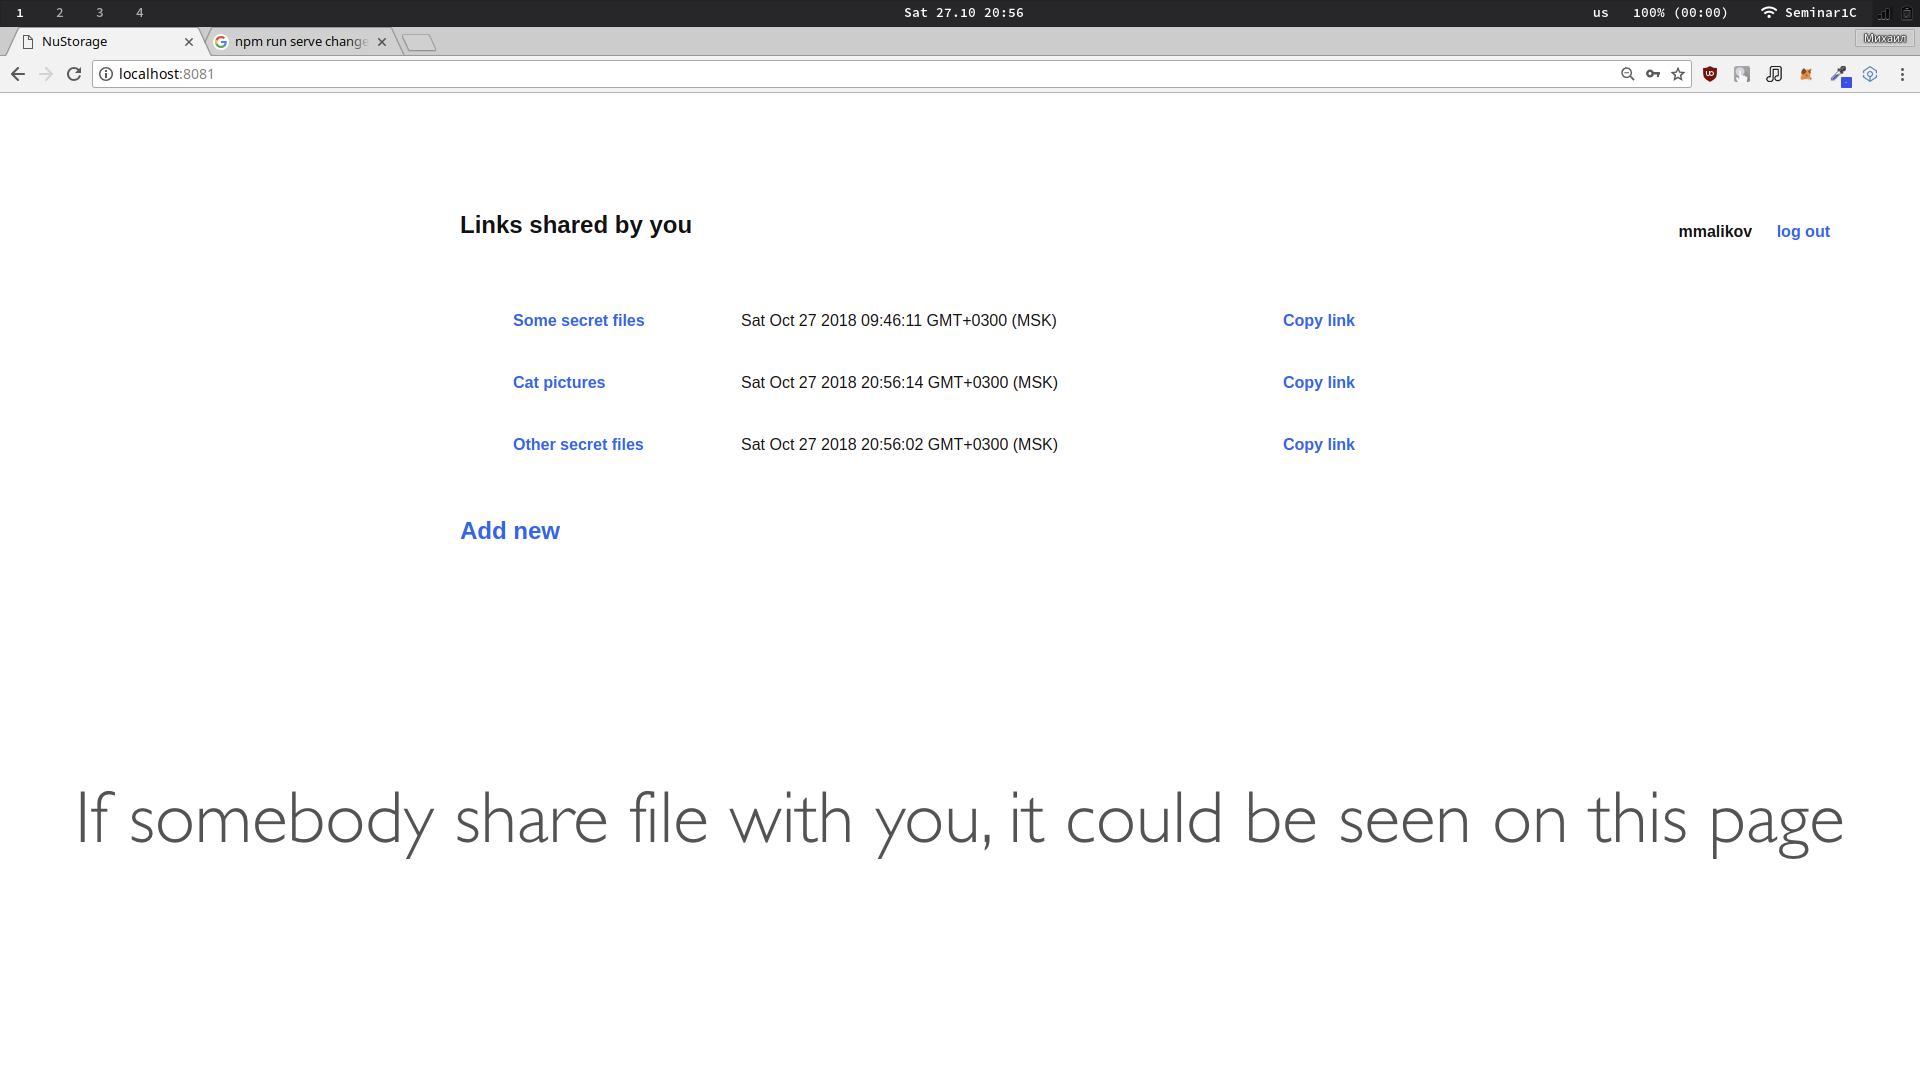 1 2 3 4 Sat 27.10 20:56 us 100% (00:00) Seminar1C
NuStorage npm run serve change Михаил
localhost:8081
Links shared by you
mmalikov log out
Some secret files Sat Oct 27 2018 09:46:11 GMT+0300 (MSK) Copy link
Cat pictures Sat Oct 27 2018 20:56:14 GMT+0300 (MSK) Copy link
Other secret files Sat Oct 27 2018 20:56:02 GMT+0300 (MSK) Copy link
Add new
If somebody share file with you, it could be seen on this page